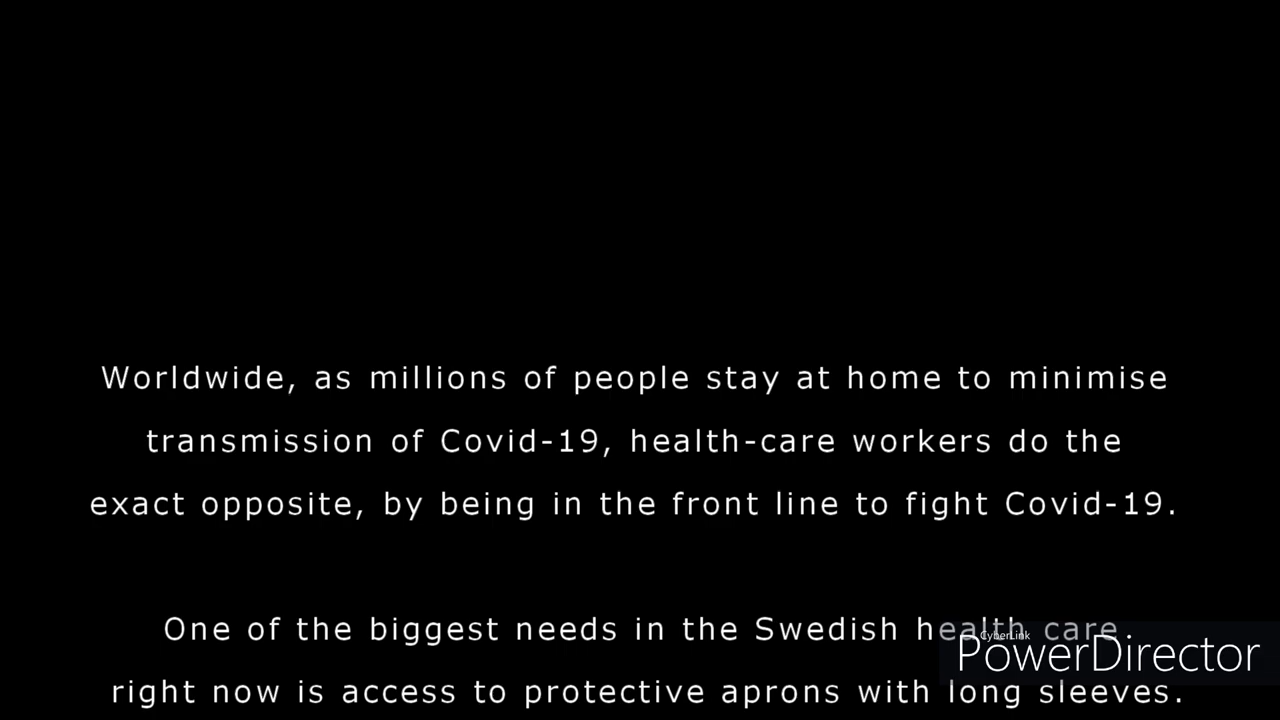 Worldwide, as millions of people stay at home to minimise
transmission of Covid-19, health-care workers do the
exact opposite, by being in the front line to fight Covid-19.
One of the biggest needs in the Swedish health care
right now is access to protective aprons with long sleeves.
CyberLink
PowerDirector